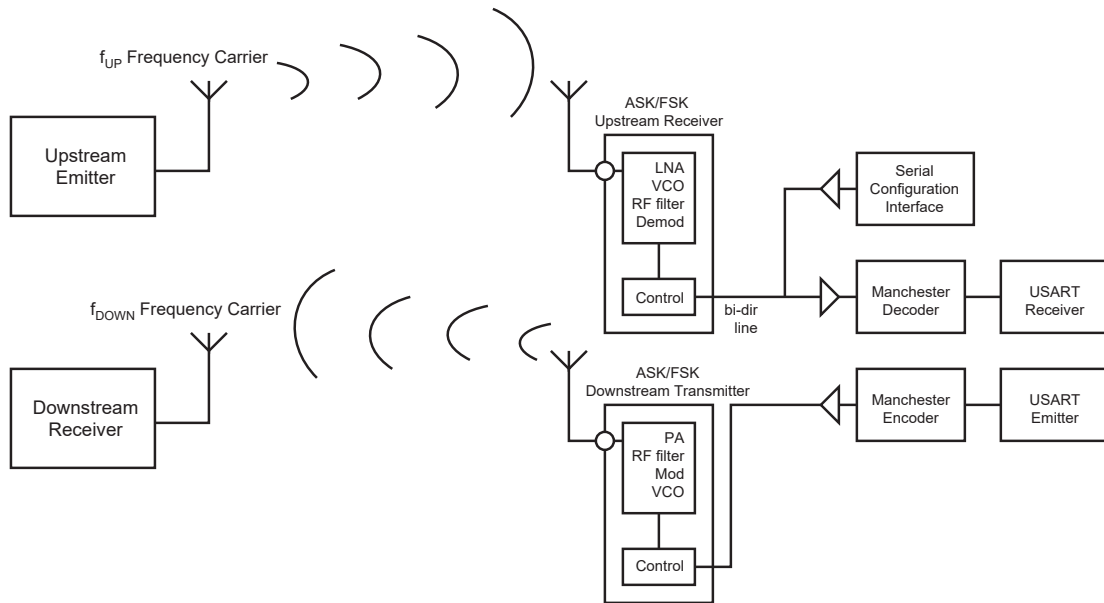 f_UP Frequency Carrier
Upstream
Emitter
ASK/FSK
Upstream Receiver
LNA
VCO
RF filter
Demod
Control
bi-dir
line
Serial
Configuration
Interface
Manchester
Decoder
USART
Receiver
f_DOWN Frequency Carrier
Downstream
Receiver
ASK/FSK
Downstream Transmitter
PA
RF filter
Mod
VCO
Control
Manchester
Encoder
USART
Emitter